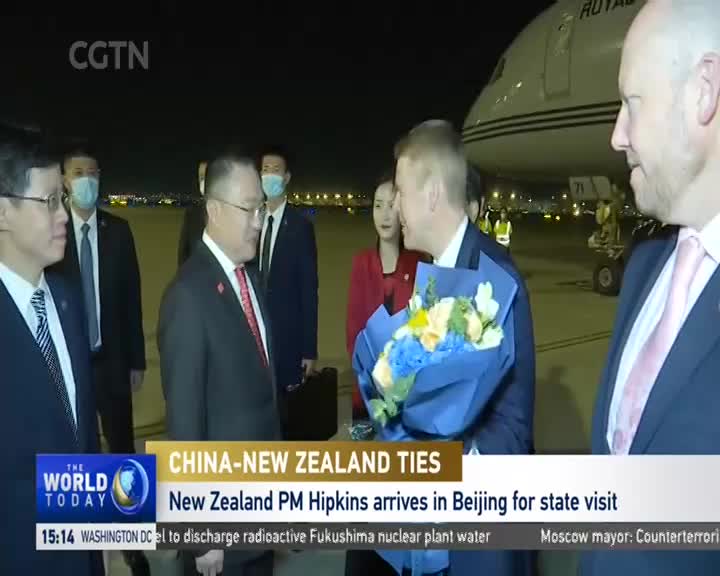 CGTN
ROYAL
71
CHINA-NEW ZEALAND TIES
THE
WORLD
TODAY
New Zealand PM Hipkins arrives in Beijing for state visit
15:14 WASHINGTON DC to discharge radioactive Fukushima nuclear plant water Moscow mayor: